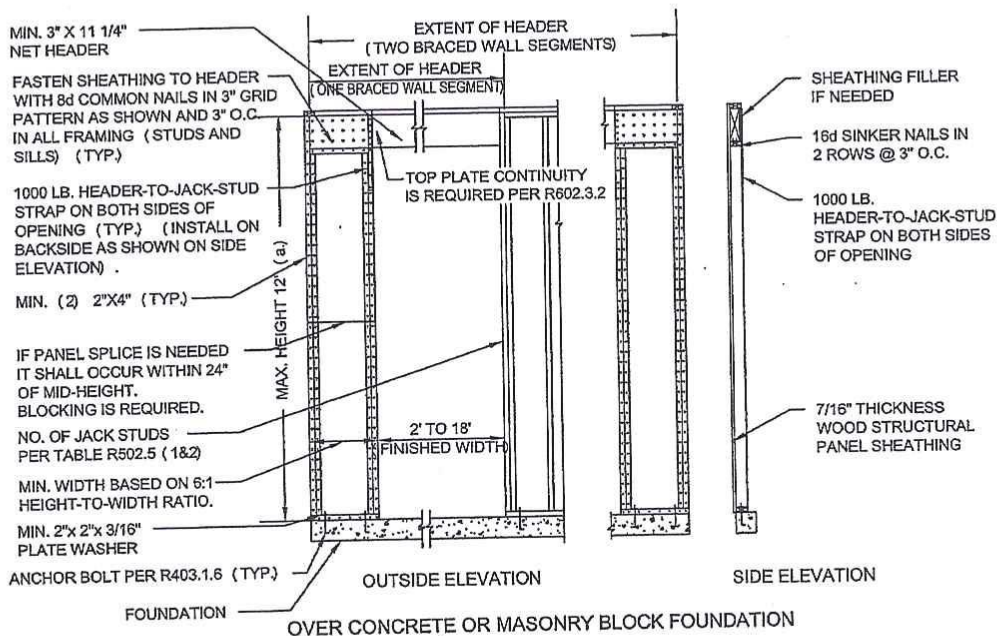 MIN. 3" X 11 1/4"
NET HEADER
FASTEN SHEATHING TO HEADER
WITH 8d COMMON NAILS IN 3" GRID
PATTERN AS SHOWN AND 3" O.C.
IN ALL FRAMING (STUDS AND
SILLS) (TYP.)
1000 LB. HEADER-TO-JACK-STUD
STRAP ON BOTH SIDES OF
OPENING (TYP.) (INSTALL ON
BACKSIDE AS SHOWN ON SIDE
ELEVATION) .
MIN. (2) 2"X4" (TYP.)
IF PANEL SPLICE IS NEEDED
IT SHALL OCCUR WITHIN 24"
OF MID-HEIGHT.
BLOCKING IS REQUIRED.
NO. OF JACK STUDS
PER TABLE R502.5 (1&2)
MIN. WIDTH BASED ON 6:1
HEIGHT-TO-WIDTH RATIO.
MIN. 2"x 2"x 3/16"
PLATE WASHER
ANCHOR BOLT PER R403.1.6 (TYP.)
FOUNDATION
EXTENT OF HEADER
(TWO BRACED WALL SEGMENTS)
EXTENT OF HEADER
(ONE BRACED WALL SEGMENT)
TOP PLATE CONTINUITY
IS REQUIRED PER R602.3.2
MAX. HEIGHT 12' (a.)
2' TO 18'
(FINISHED WIDTH)
SHEATHING FILLER
IF NEEDED
16d SINKER NAILS IN
2 ROWS @ 3" O.C.
1000 LB.
HEADER-TO-JACK-STUD
STRAP ON BOTH SIDES
OF OPENING
7/16" THICKNESS
WOOD STRUCTURAL
PANEL SHEATHING
OUTSIDE ELEVATION
SIDE ELEVATION
OVER CONCRETE OR MASONRY BLOCK FOUNDATION